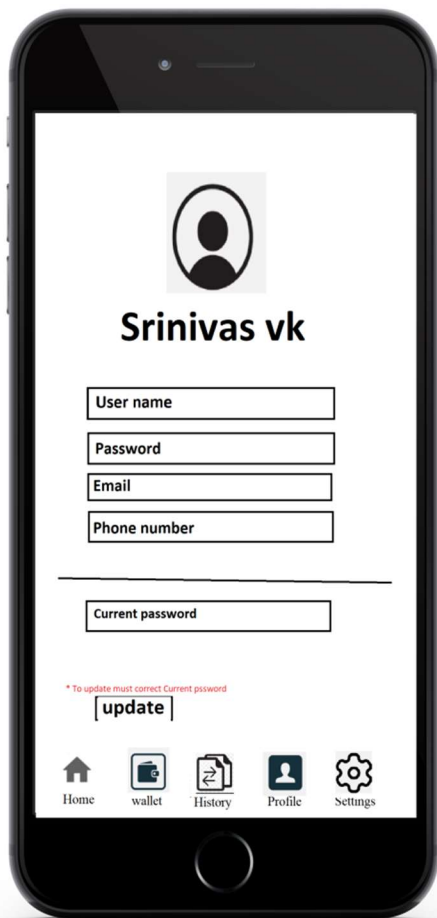 Srinivas vk
User name
Password
Email
Phone number
Current password
* To update must correct Current pssword
update
Home wallet History Profile Settings